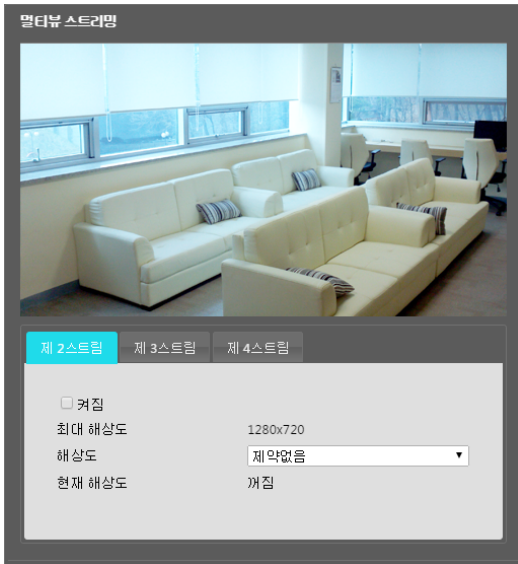 멀티뷰 스트리밍
제 2스트림 제 3스트림 제 4스트림
켜짐
최대 해상도 1280x720
해상도 제약없음
현재 해상도 꺼짐